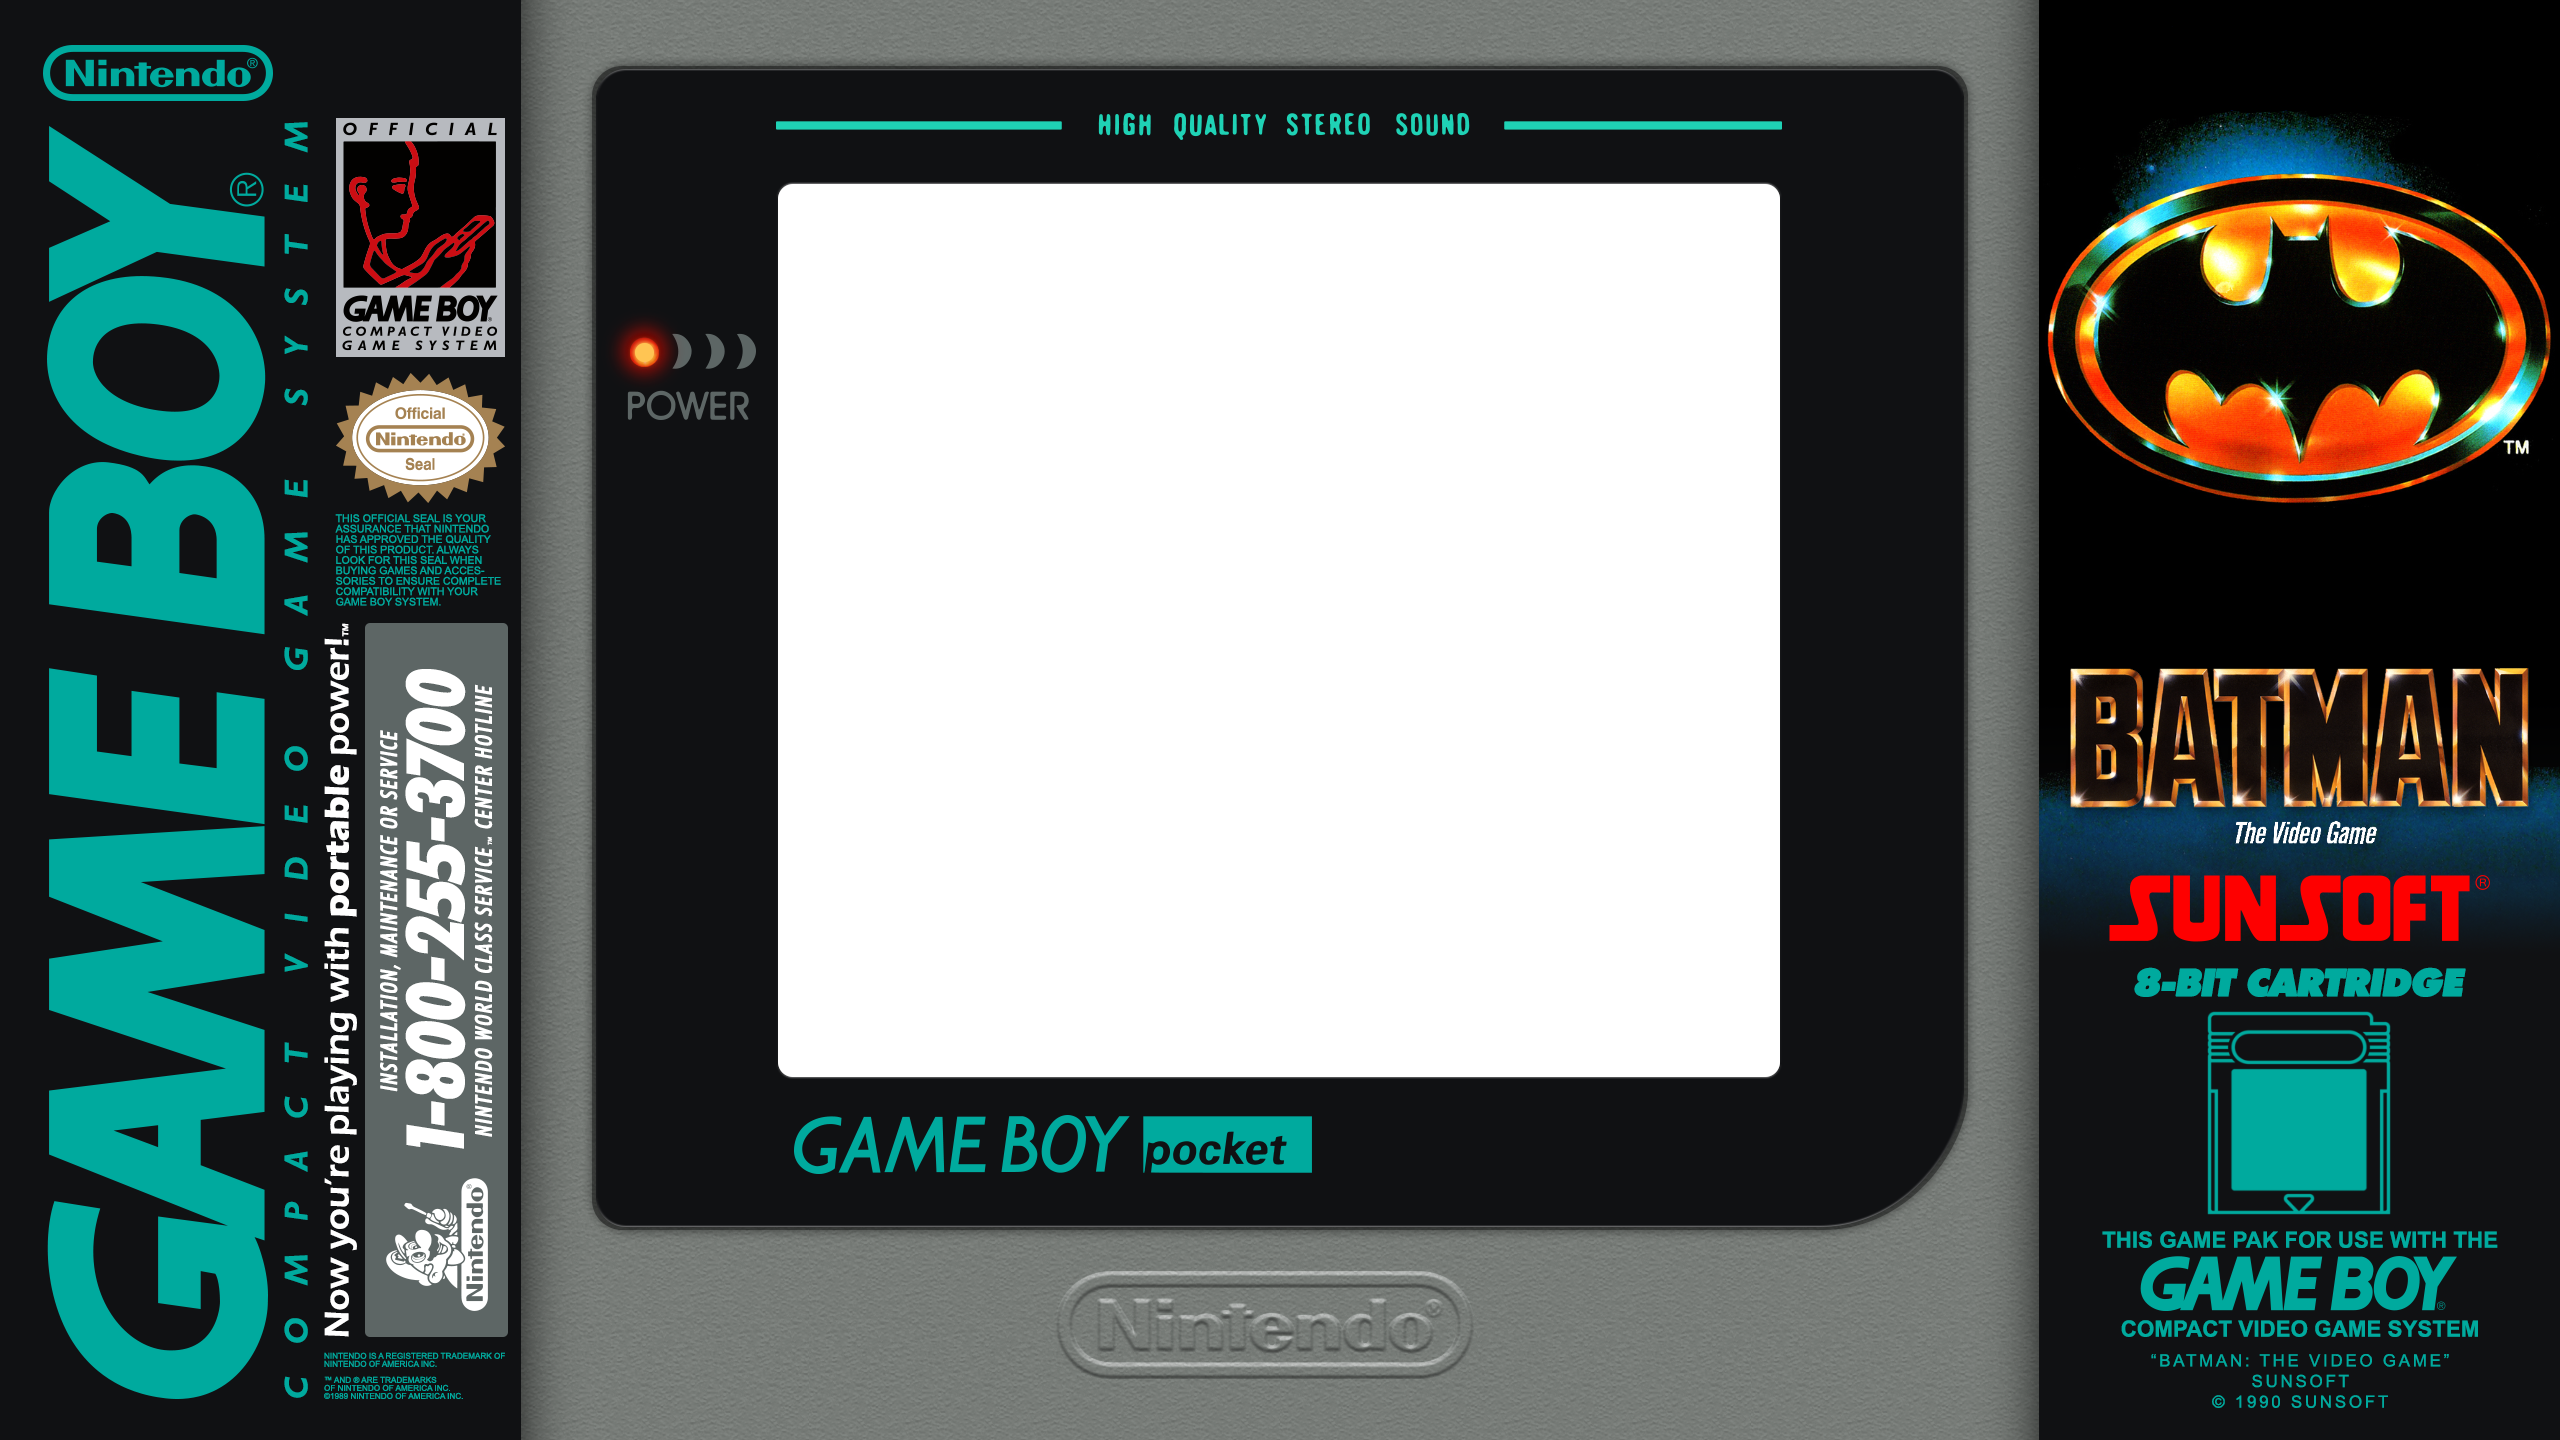 Nintendo®
GAME BOY®
COMPACT VIDEO GAME SYSTEM
OFFICIAL
GAME BOY®
COMPACT VIDEO
GAME SYSTEM
Official
Nintendo
Seal
THIS OFFICIAL SEAL IS YOUR
ASSURANCE THAT NINTENDO
HAS APPROVED THE QUALITY
OF THIS PRODUCT. ALWAYS
LOOK FOR THIS SEAL WHEN
BUYING GAMES AND ACCES-
SORIES TO ENSURE COMPLETE
COMPATIBILITY WITH YOUR
GAME BOY SYSTEM.
Now you're playing with portable power!™
INSTALLATION, MAINTENANCE OR SERVICE
1-800-255-3700
NINTENDO WORLD CLASS SERVICE™ CENTER HOTLINE
Nintendo®
NINTENDO IS A REGISTERED TRADEMARK OF
NINTENDO OF AMERICA INC.
™ AND ® ARE TRADEMARKS
OF NINTENDO OF AMERICA INC.
©1989 NINTENDO OF AMERICA INC.
HIGH QUALITY STEREO SOUND
POWER
GAME BOY pocket
Nintendo®
TM
BATMAN
The Video Game
SUNSOFT®
8-BIT CARTRIDGE
THIS GAME PAK FOR USE WITH THE
GAME BOY®
COMPACT VIDEO GAME SYSTEM
“BATMAN: THE VIDEO GAME”
SUNSOFT
© 1990 SUNSOFT